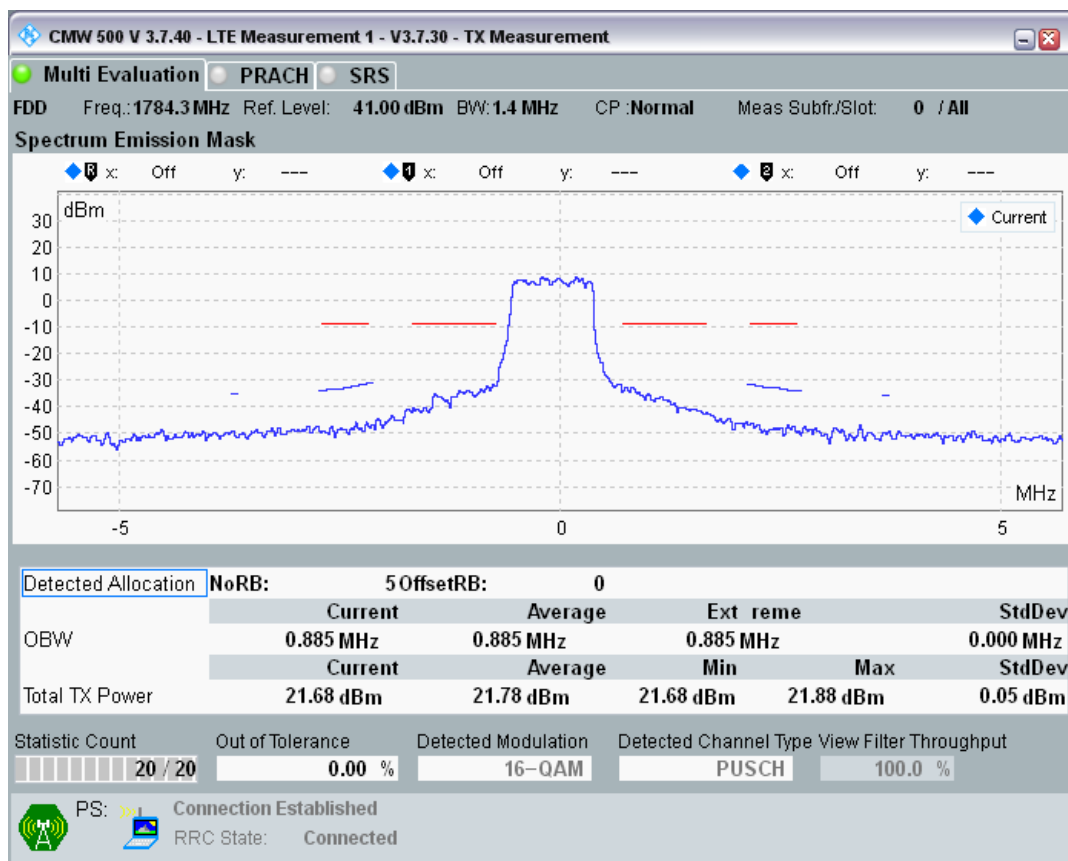 CMW 500 V 3.7.40 - LTE Measurement 1 - V3.7.30 - TX Measurement
Multi Evaluation PRACH SRS
FDD Freq.: 1784.3 MHz Ref. Level: 41.00 dBm BW: 1.4 MHz CP :Normal Meas Subfr./Slot: 0 / All
Spectrum Emission Mask
R x: Off y: --- 1 x: Off y: --- 2 x: Off y: ---
dBm
Current
30
20
10
0
-10
-20
-30
-40
-50
-60
-70
MHz
-5 0 5
Detected Allocation NoRB: 5 OffsetRB: 0
Current Average Ext reme StdDev
OBW 0.885 MHz 0.885 MHz 0.885 MHz 0.000 MHz
Current Average Min Max StdDev
Total TX Power 21.68 dBm 21.78 dBm 21.68 dBm 21.88 dBm 0.05 dBm
Statistic Count Out of Tolerance Detected Modulation Detected Channel Type View Filter Throughput
20 / 20 0.00 % 16-QAM PUSCH 100.0 %
PS: Connection Established
RRC State: Connected